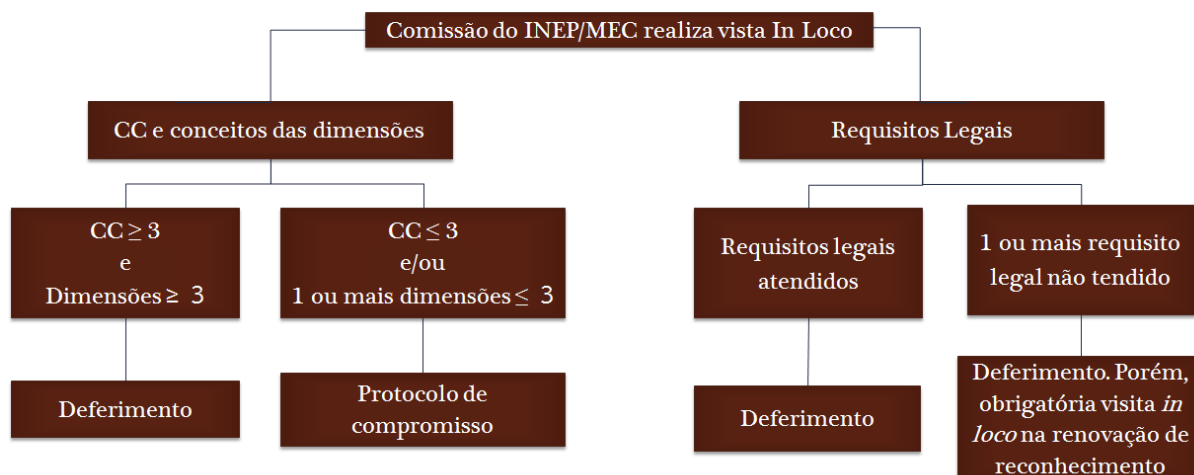 Comissão do INEP/MEC realiza vista In Loco
CC e conceitos das dimensões
Requisitos Legais
CC ≥ 3
e
Dimensões ≥ 3
CC ≤ 3
e/ou
1 ou mais dimensões ≤ 3
Requisitos legais
atendidos
1 ou mais requisito
legal não tendido
Deferimento
Protocolo de
compromisso
Deferimento
Deferimento. Porém,
obrigatória visita in
loco na renovação de
reconhecimento